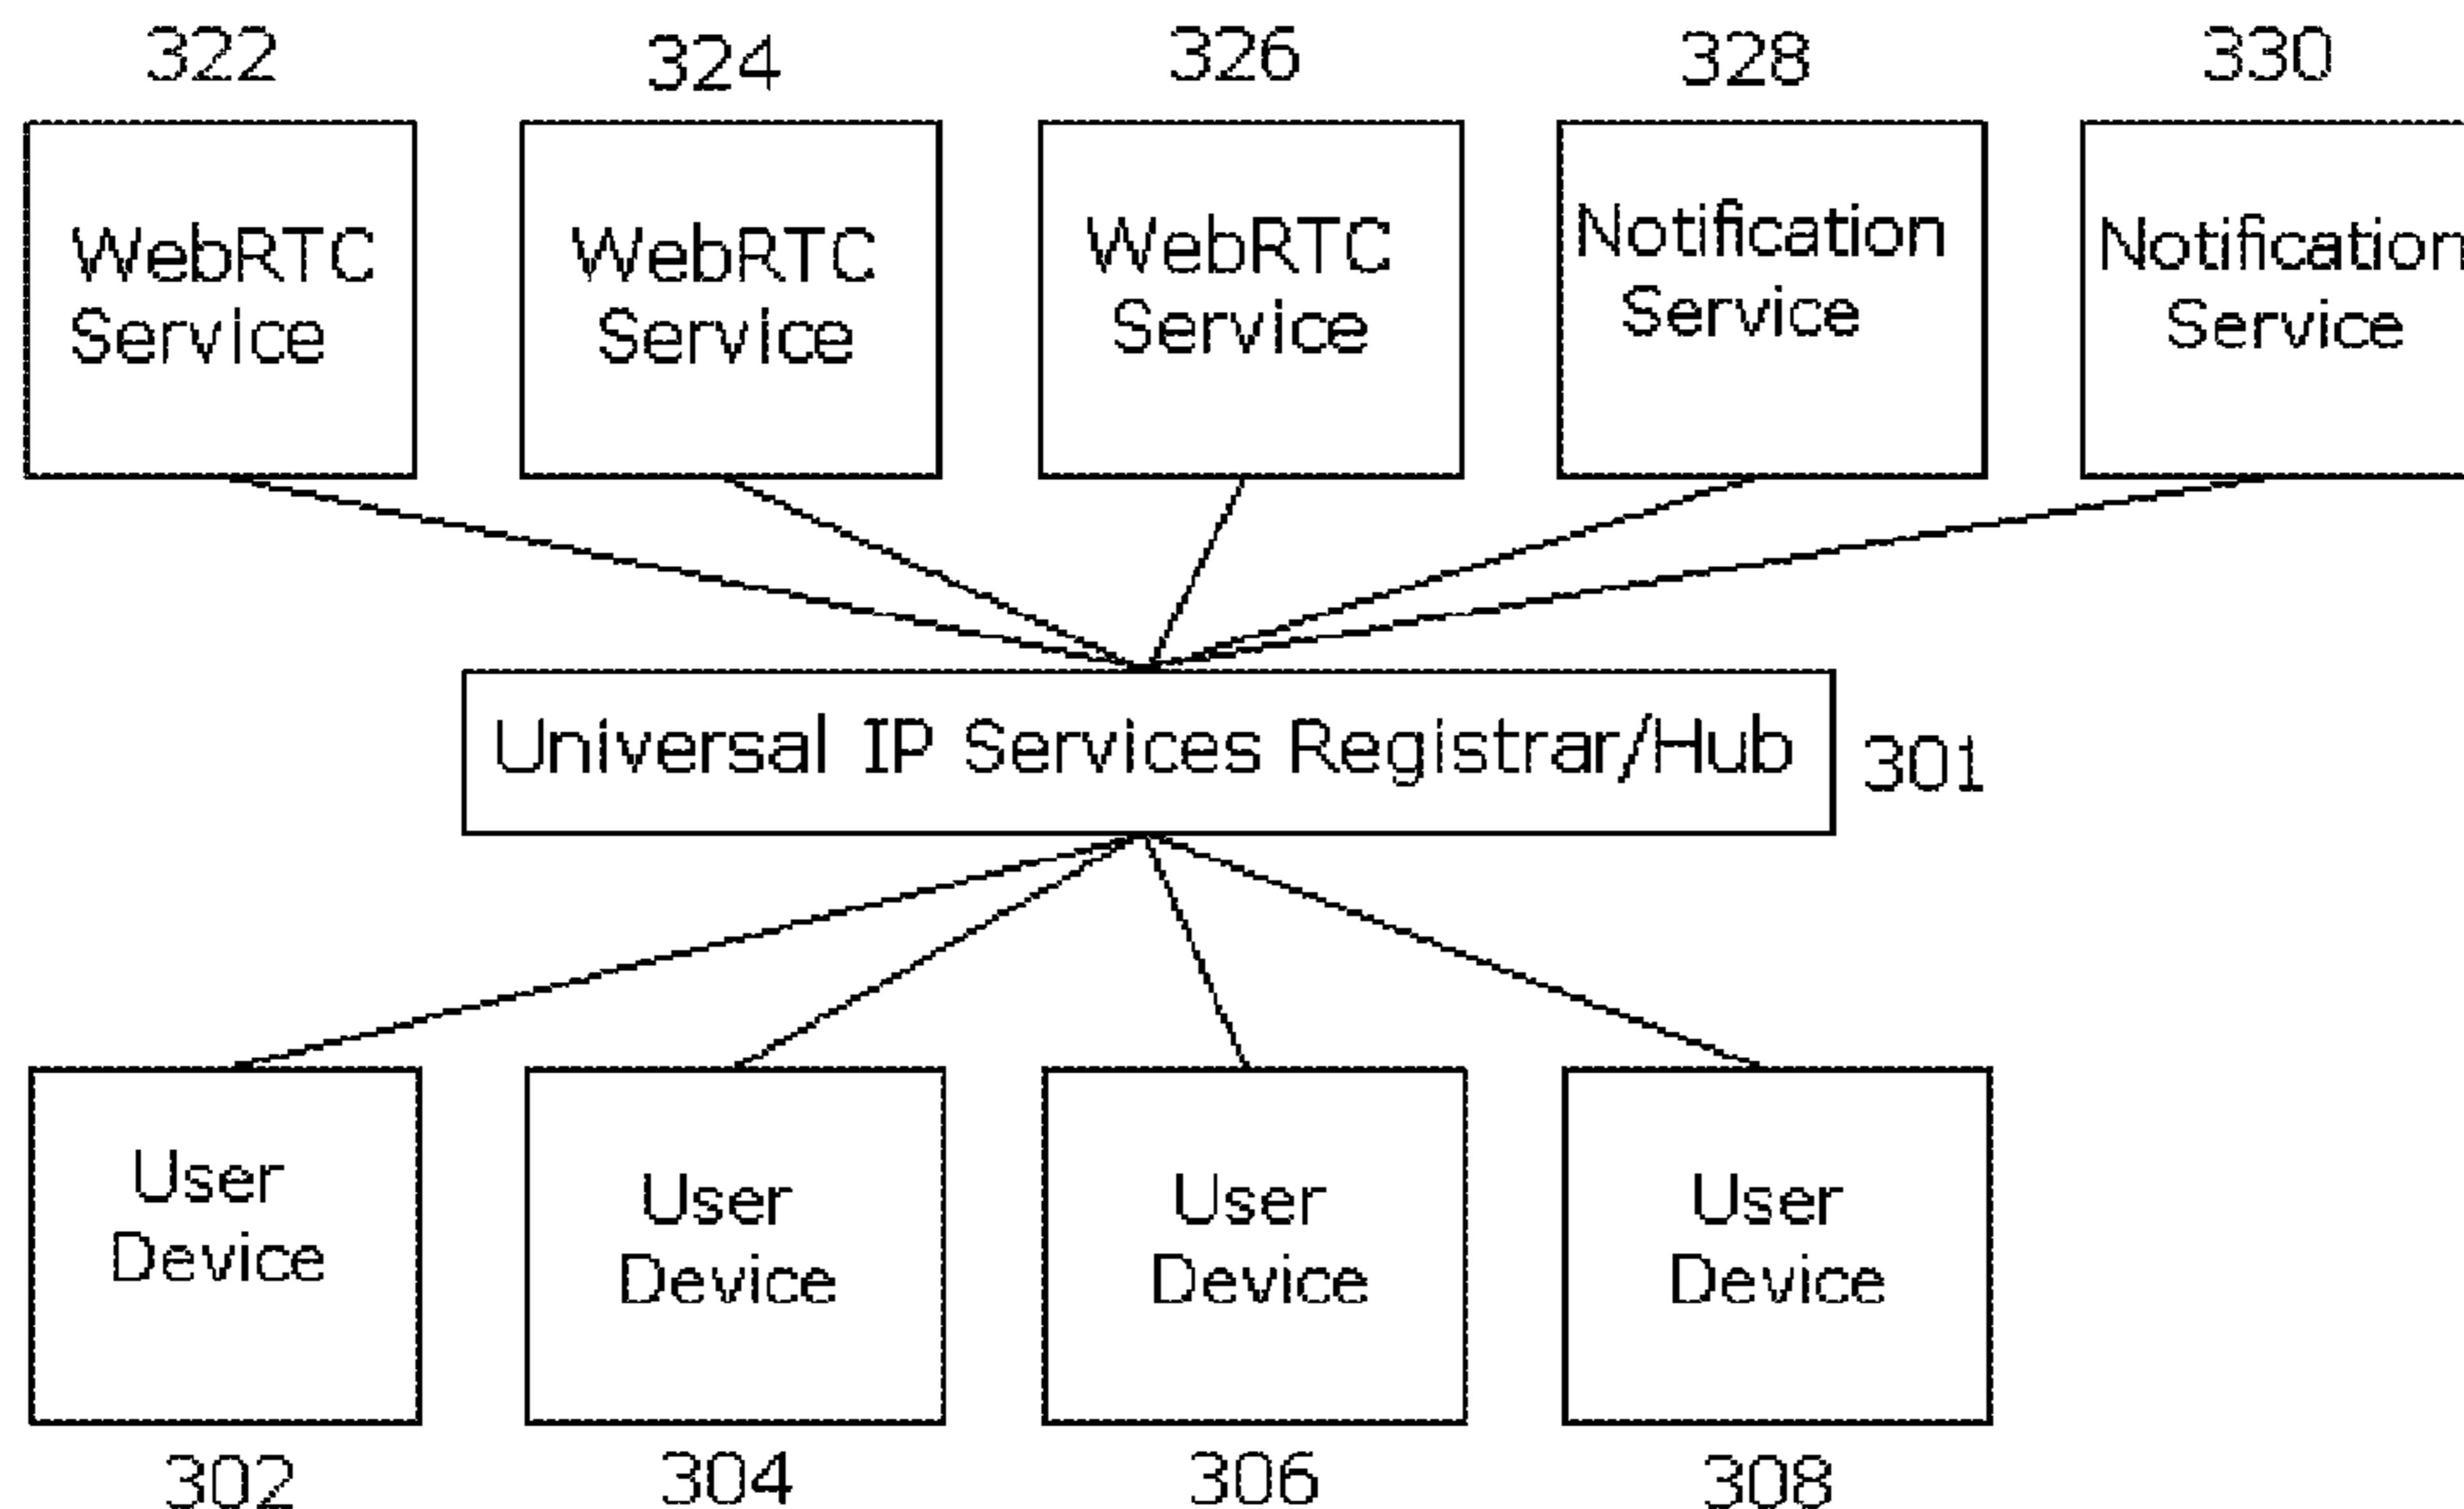 322 324 326 328 330
WebRTC WebRTC WebRTC Notification Notification
Service Service Service Service Service
Universal IP Services Registrar/Hub 301
User User User User
Device Device Device Device
302 304 306 308